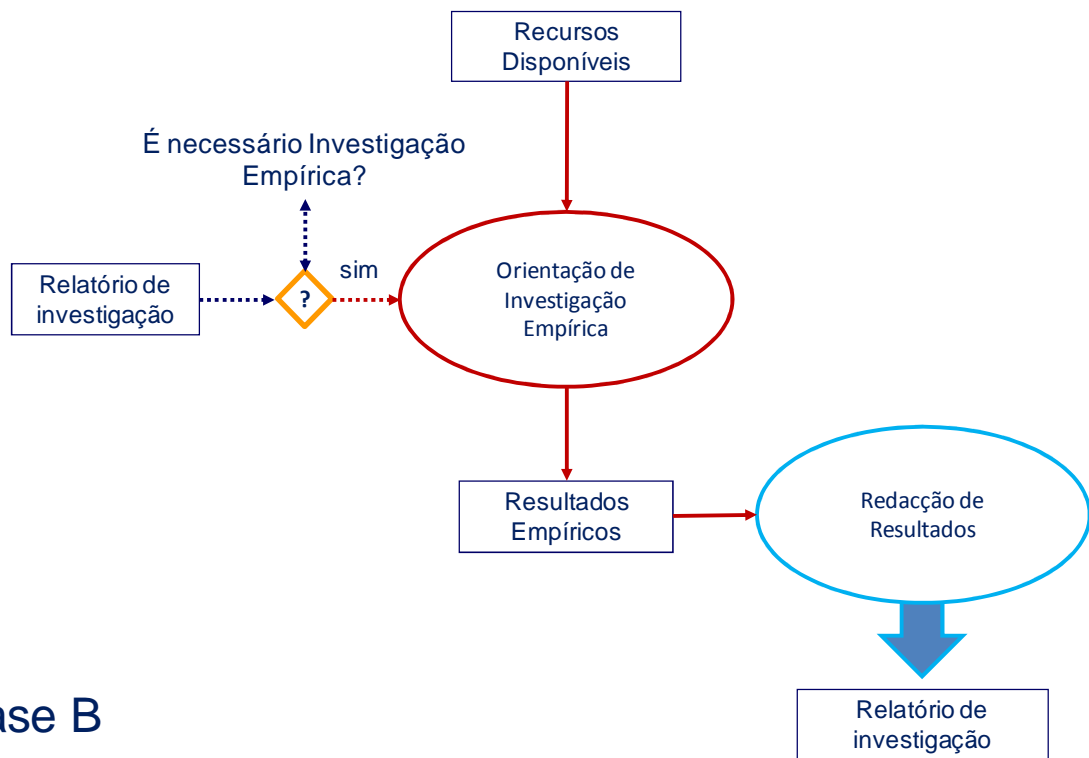 Recursos
Disponíveis
É necessário Investigação
Empírica?
Relatório de
investigação
?
sim
Orientação de
Investigação
Empírica
Resultados
Empíricos
Redacção de
Resultados
Relatório de
investigação
ase B